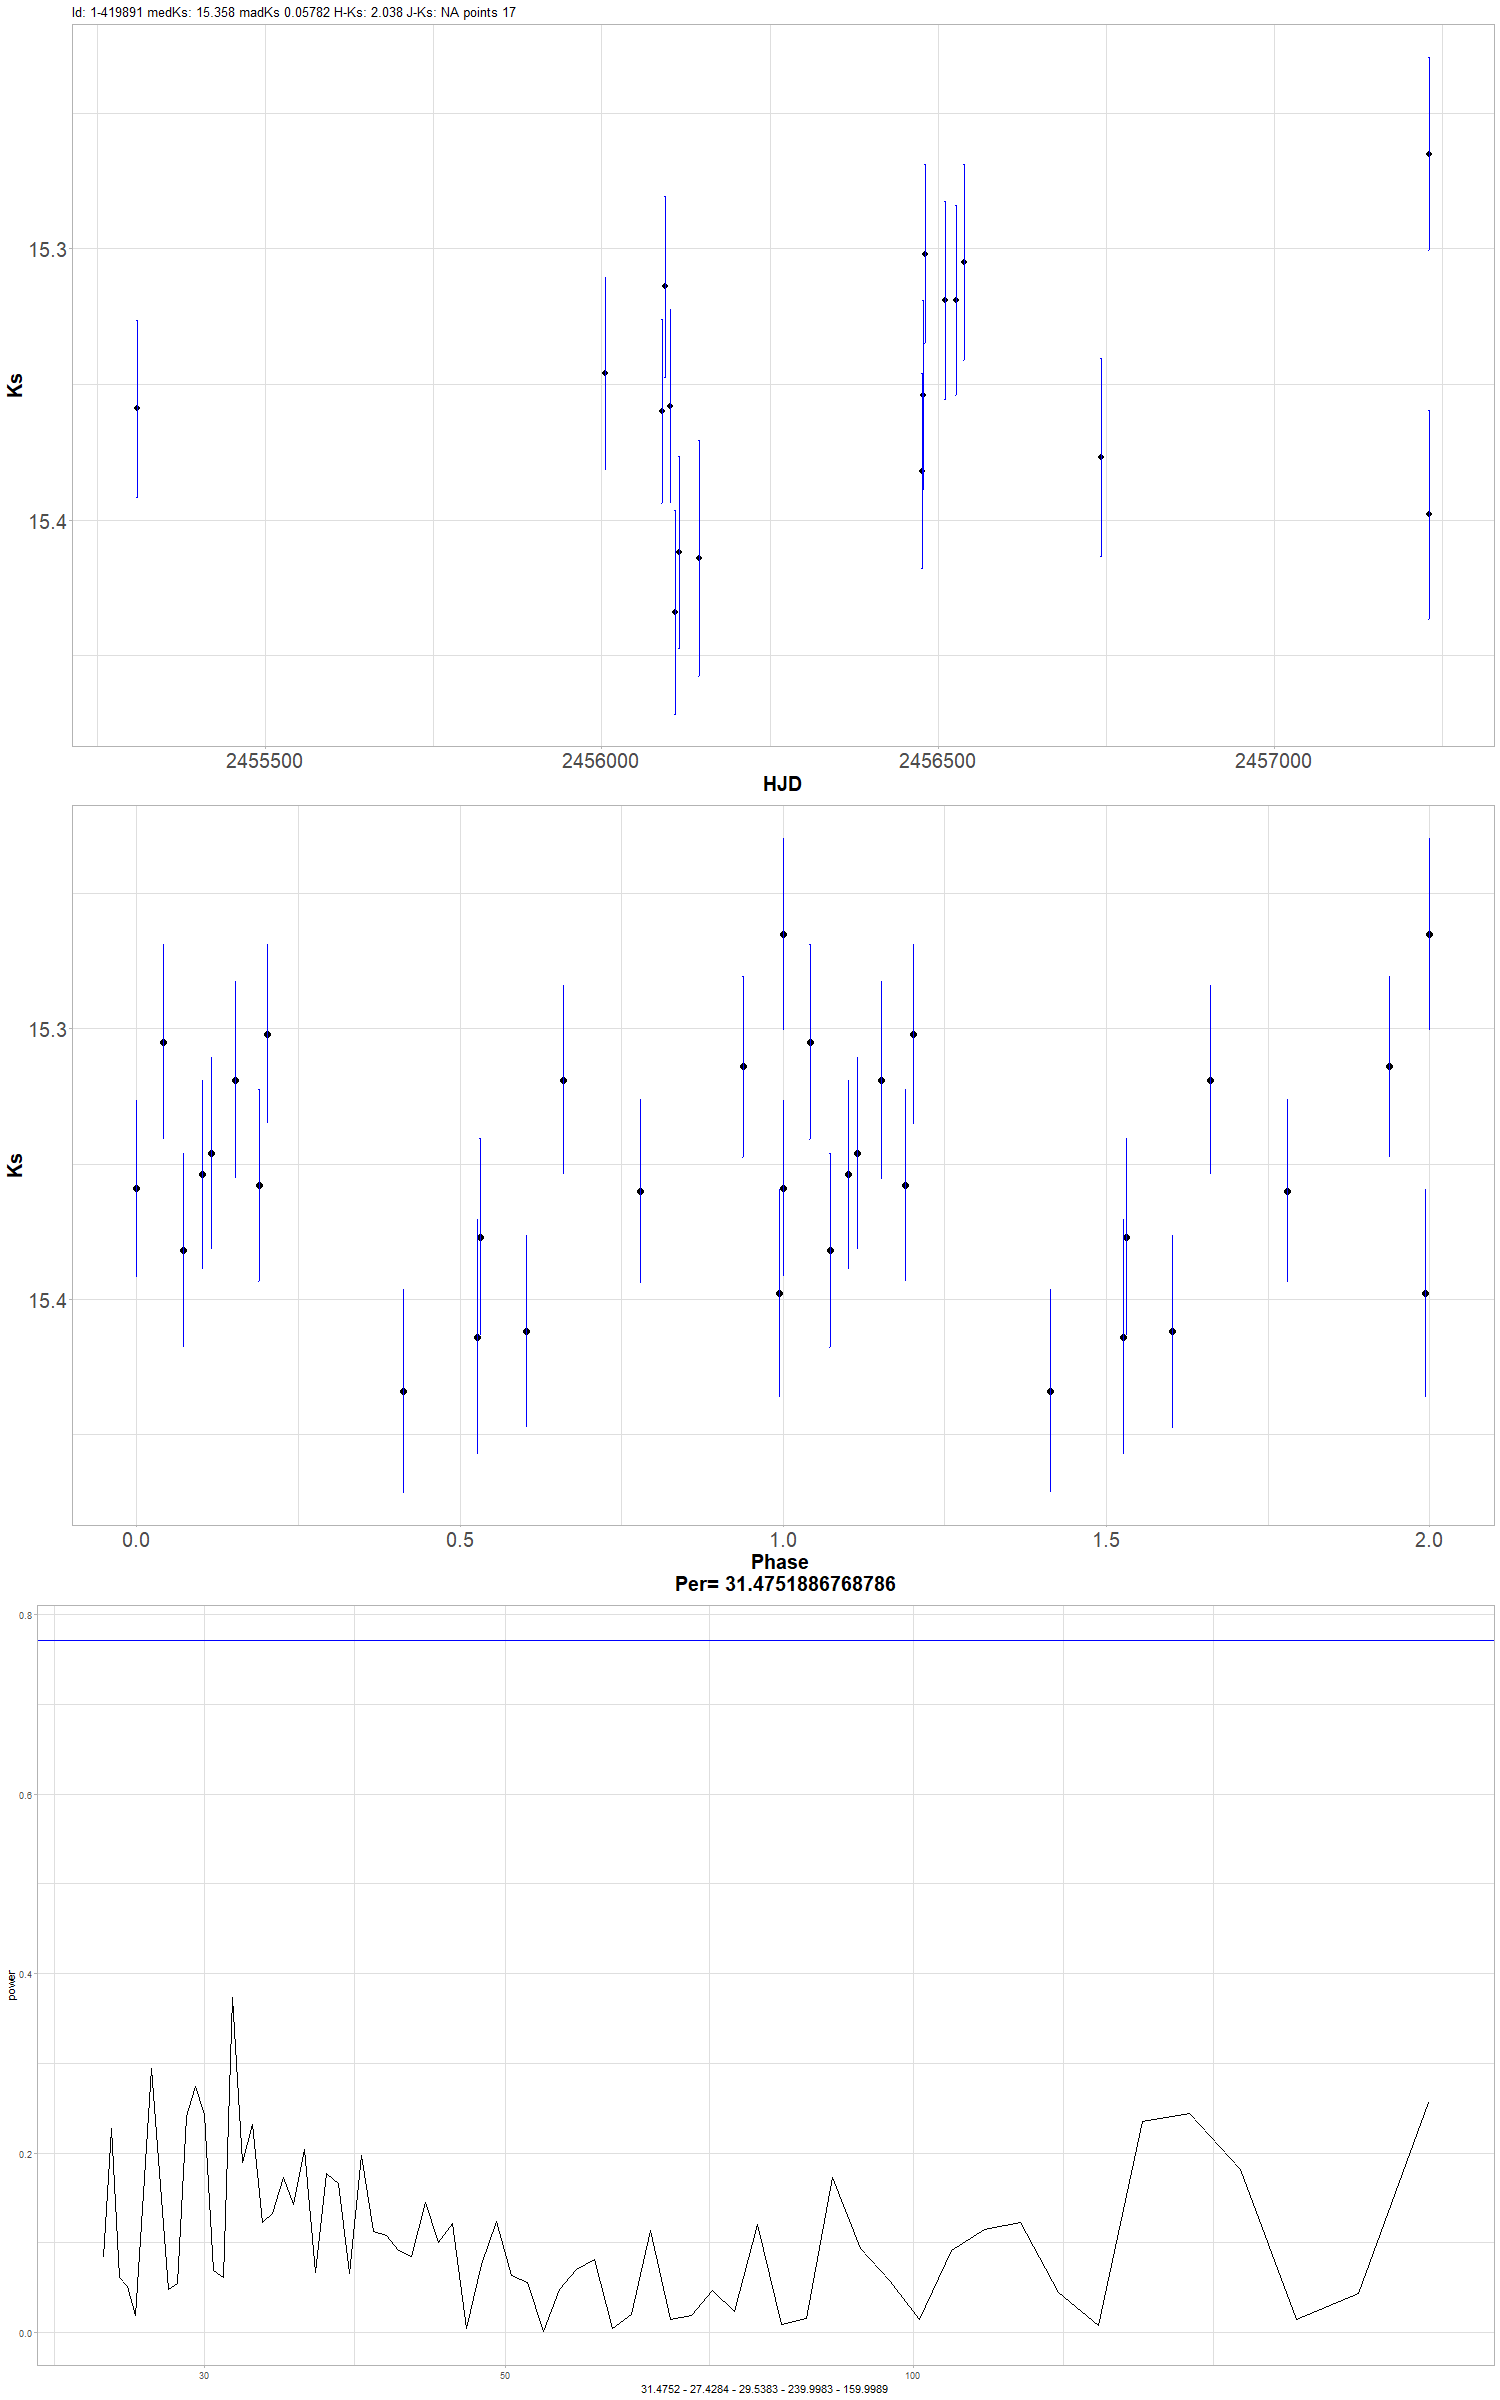 Id: 1-419891 medKs: 15.358 madKs 0.05782 H-Ks: 2.038 J-Ks: NA points 17
15.3
Ks
15.4
2455500 2456000 2456500 2457000
HJD
15.3
Ks
15.4
0.0 0.5 1.0 1.5 2.0
Phase
Per= 31.4751886768786
0.8
0.6
0.4
power
0.2
0.0
30 50 100
31.4752 - 27.4284 - 29.5383 - 239.9983 - 159.9989